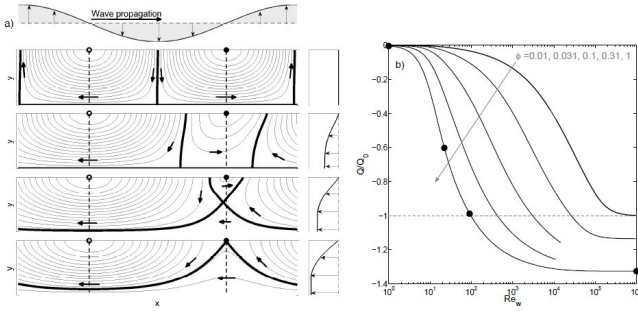 Wave propagation
a)
y
y
y
y
x
b)
ϕ =0.01, 0.031, 0.1, 0.31, 1
0
−0.2
−0.4
−0.6
−0.8
−1
−1.2
−1.4
Q/Q0
10^0
10^1
10^2
10^3
10^4
10^5
10^6
Re_w